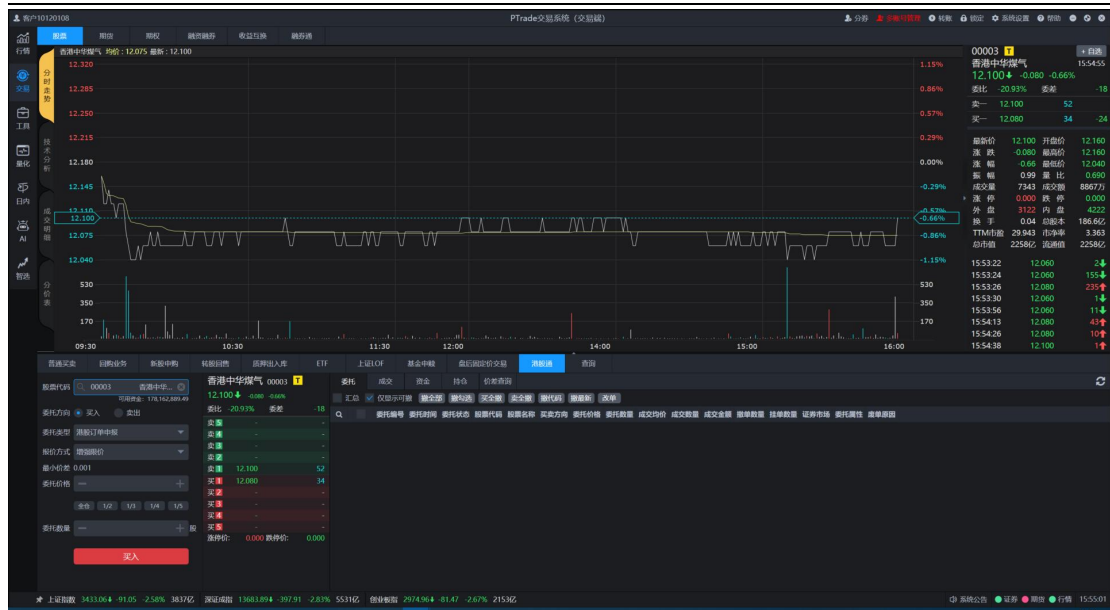 客户10120108 PTrade交易系统（交易端） 分券 转账 锁定 系统设置 帮助
股票 期货 期权 融资融券 收益互换 融券通
行情 交易 工具 量化 日内 AI 智选
分时走势 技术分析 成交明细 分价表
香港中华煤气 均价：12.075 最新：12.100
12.320 1.15%
12.285 0.86%
12.250 0.57%
12.215 0.29%
12.180 0.00%
12.145 -0.29%
12.110 -0.57%
12.100 -0.66%
12.075 -0.86%
12.040 -1.15%
530 530
350 350
170 170
09:30 10:30 11:30 12:00 14:00 15:00 16:00
00003 T + 自选
香港中华煤气 15:54:55
12.100 -0.080 -0.66%
委比 -20.93% 委差 -18
卖一 12.100 52
买一 12.080 34 -24
最新价 12.100 开盘价 12.160
涨 跌 -0.080 最高价 12.160
涨 幅 -0.66 最低价 12.040
振 幅 0.99 量 比 0.690
成交量 7343 成交额 8867万
涨 停 0.000 跌 停 0.000
外 盘 3122 内 盘 4222
换 手 0.04 总股本 186.6亿
TTM市盈 29.943 市净率 3.363
总市值 2258亿 流通值 2258亿
15:53:22 12.060 2
15:53:24 12.060 155
15:53:26 12.080 235
15:53:30 12.060 1
15:53:56 12.060 11
15:54:13 12.080 43
15:54:26 12.080 10
15:54:38 12.100 1
普通买卖 回购业务 新股申购 转股回售 质押出入库 ETF 上证LOF 基金申赎 盘后固定价交易 港股通 查询
股票代码 00003 香港中华...
可用资金: 178,162,889.49
委托方向 买入 卖出
委托类型 港股订单申报
报价方式 增强限价
最小价差 0.001
委托价格
全仓 1/2 1/3 1/4 1/5
委托数量 股
买入
香港中华煤气 00003 T
12.100 -0.080 -0.66%
委比 -20.93% 委差 -18
卖5 - -
卖4 - -
卖3 - -
卖2 - -
卖1 12.100 52
买1 12.080 34
买2 - -
买3 - -
买4 - -
买5 - -
涨停价: 0.000 跌停价: 0.000
委托 成交 资金 持仓 价差查询
汇总 仅显示可撤 撤全部 撤勾选 买全撤 卖全撤 撤代码 撤最新 改单
委托编号 委托时间 委托状态 股票代码 股票名称 买卖方向 委托价格 委托数量 成交均价 成交数量 成交金额 撤单数量 挂单数量 证券市场 委托属性 废单原因
上证指数 3433.06 -91.05 -2.58% 3837亿 深证成指 13683.89 -397.91 -2.83% 5531亿 创业板指 2974.96 -81.47 -2.67% 2153亿 系统公告 证券 期货 行情 15:55:01